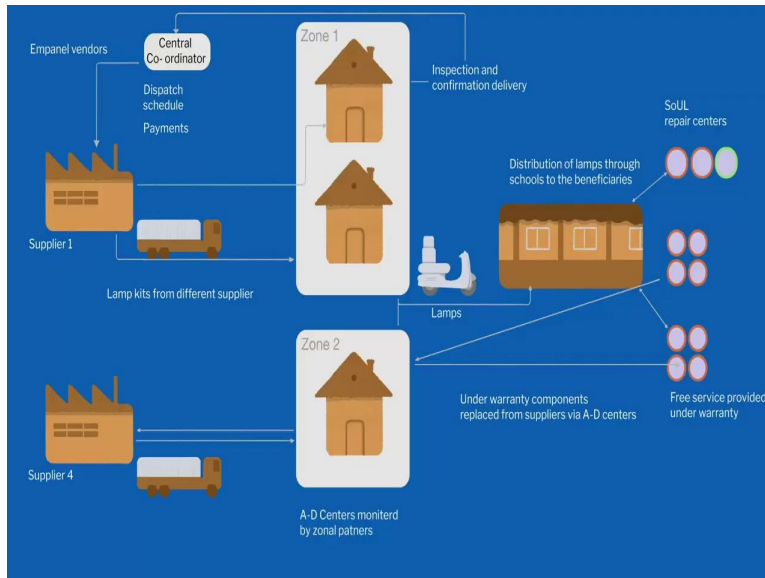 Zone 1
Empanel vendors
Central
Co- ordinator
Inspection and
confirmation delivery
Dispatch
schedule
Payments
SoUL
repair centers
Distribution of lamps through
schools to the beneficiaries
Supplier 1
Lamp kits from different supplier
Lamps
Zone 2
Under warranty components
replaced from suppliers via A-D centers
Free service provided
under warranty
Supplier 4
A-D Centers moniterd
by zonal patners